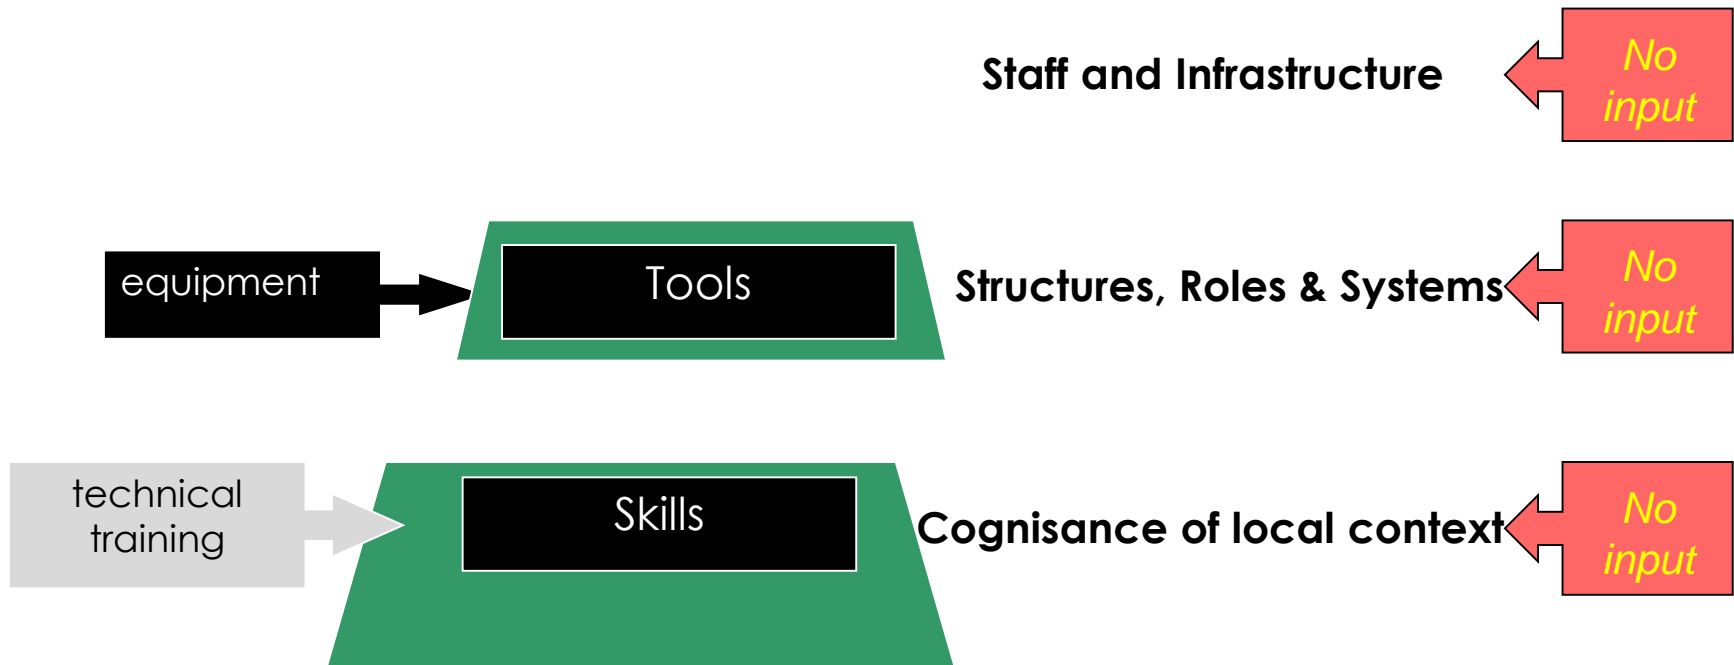 Staff and Infrastructure
No
input
equipment
Tools
Structures, Roles & Systems
No
input
technical
training
Skills
Cognisance of local context
No
input